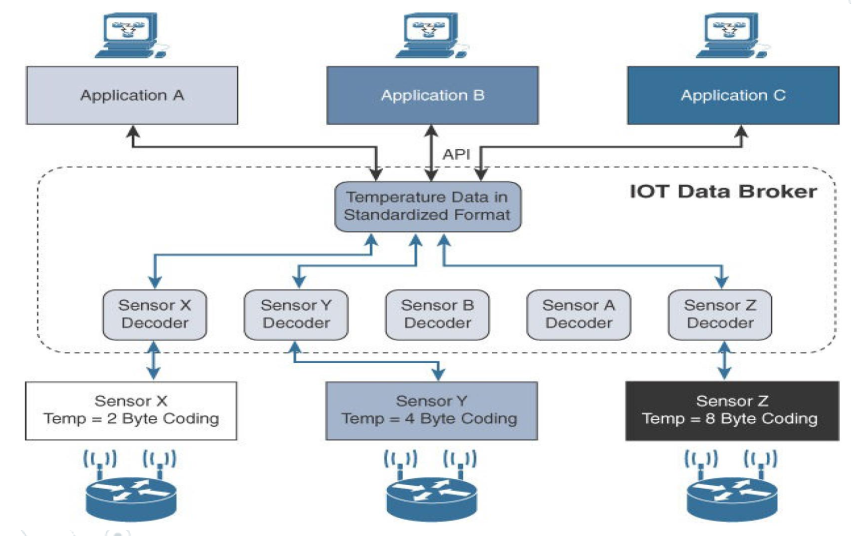 Application A
Application B
Application C
API
IOT Data Broker
Temperature Data in
Standardized Format
Sensor X
Decoder
Sensor Y
Decoder
Sensor B
Decoder
Sensor A
Decoder
Sensor Z
Decoder
Sensor X
Temp = 2 Byte Coding
Sensor Y
Temp = 4 Byte Coding
Sensor Z
Temp = 8 Byte Coding